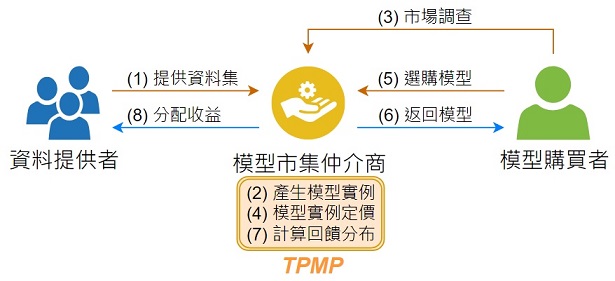 (3) 市場調查
(1) 提供資料集
(5) 選購模型
(8) 分配收益
(6) 返回模型
資料提供者
模型市集仲介商
模型購買者
(2) 產生模型實例
(4) 模型實例定價
(7) 計算回饋分布
TPMP